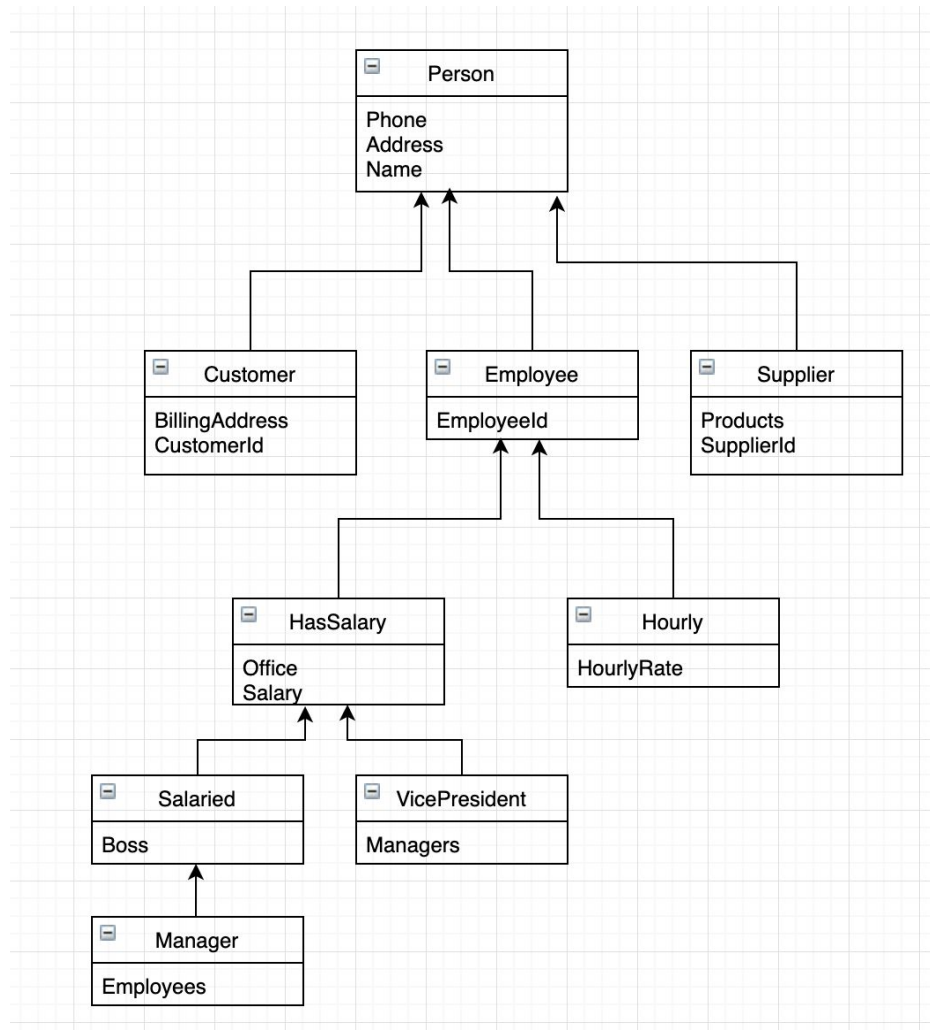 Person
Phone
Address
Name
Customer
BillingAddress
CustomerId
Employee
EmployeeId
Supplier
Products
SupplierId
HasSalary
Office
Salary
Hourly
HourlyRate
Salaried
Boss
VicePresident
Managers
Manager
Employees